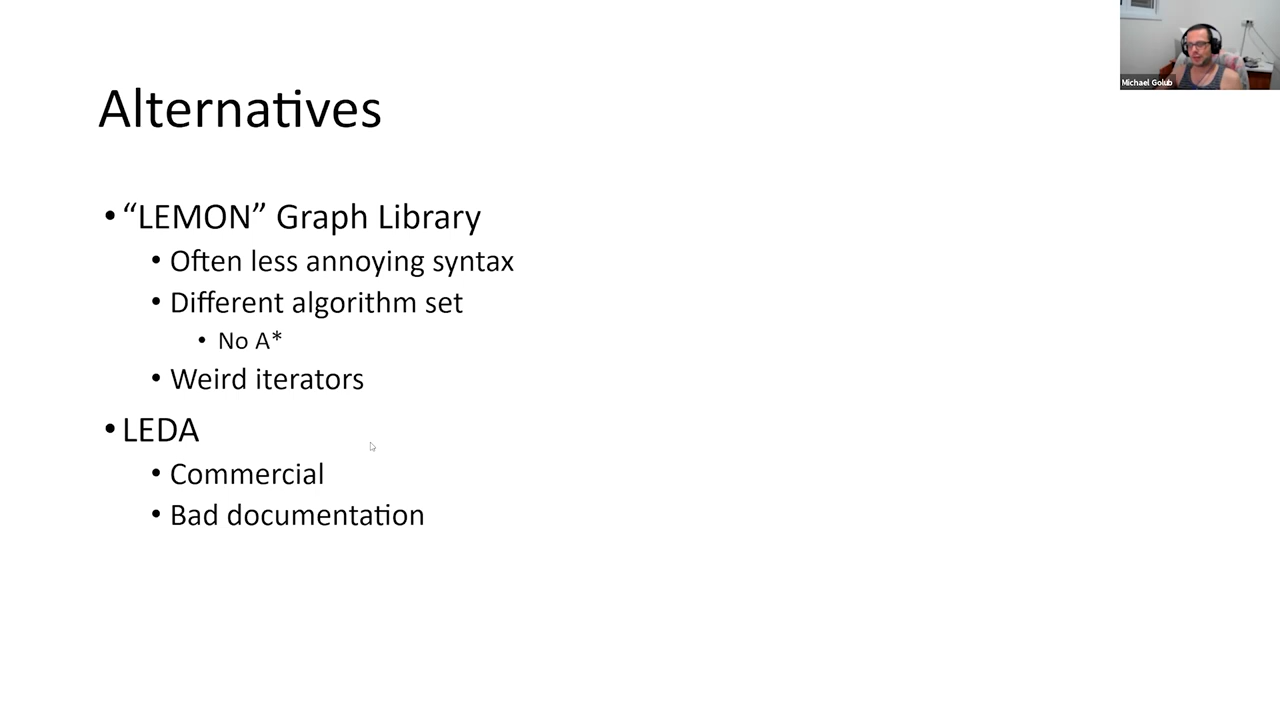 Michael Golub
Alternatives
• “LEMON” Graph Library
• Often less annoying syntax
• Different algorithm set
• No A*
• Weird iterators
• LEDA
• Commercial
• Bad documentation